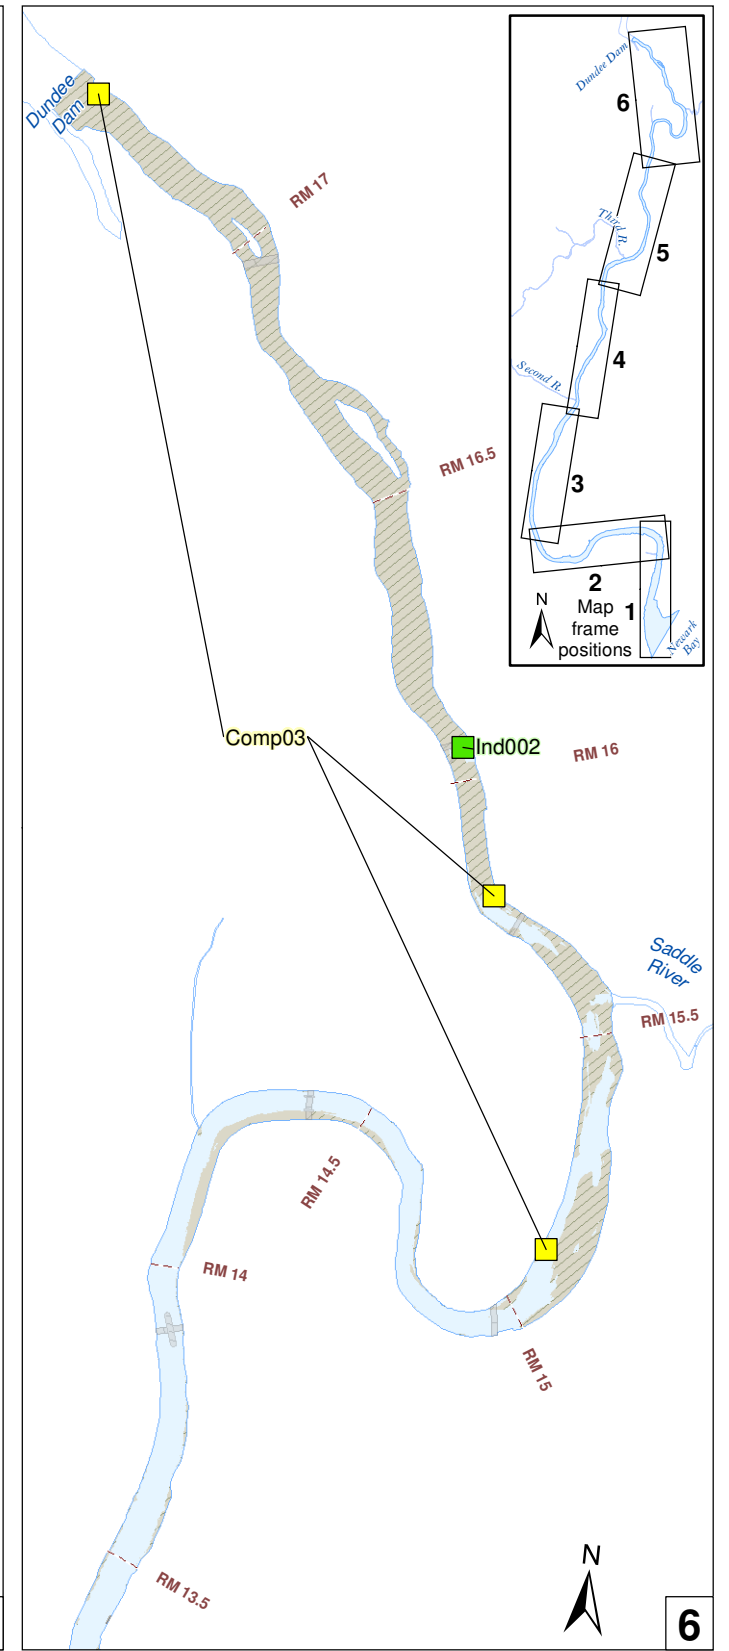 Dundee
Dam
RM 17
RM 16.5
Comp03
Ind002
RM 16
Saddle
River
RM 15.5
RM 14.5
RM 14
RM 15
RM 13.5
N
6
Dundee Dam
6
Third R.
5
4
Second R.
3
2
1
N
Map
frame
positions
Newark
Bay